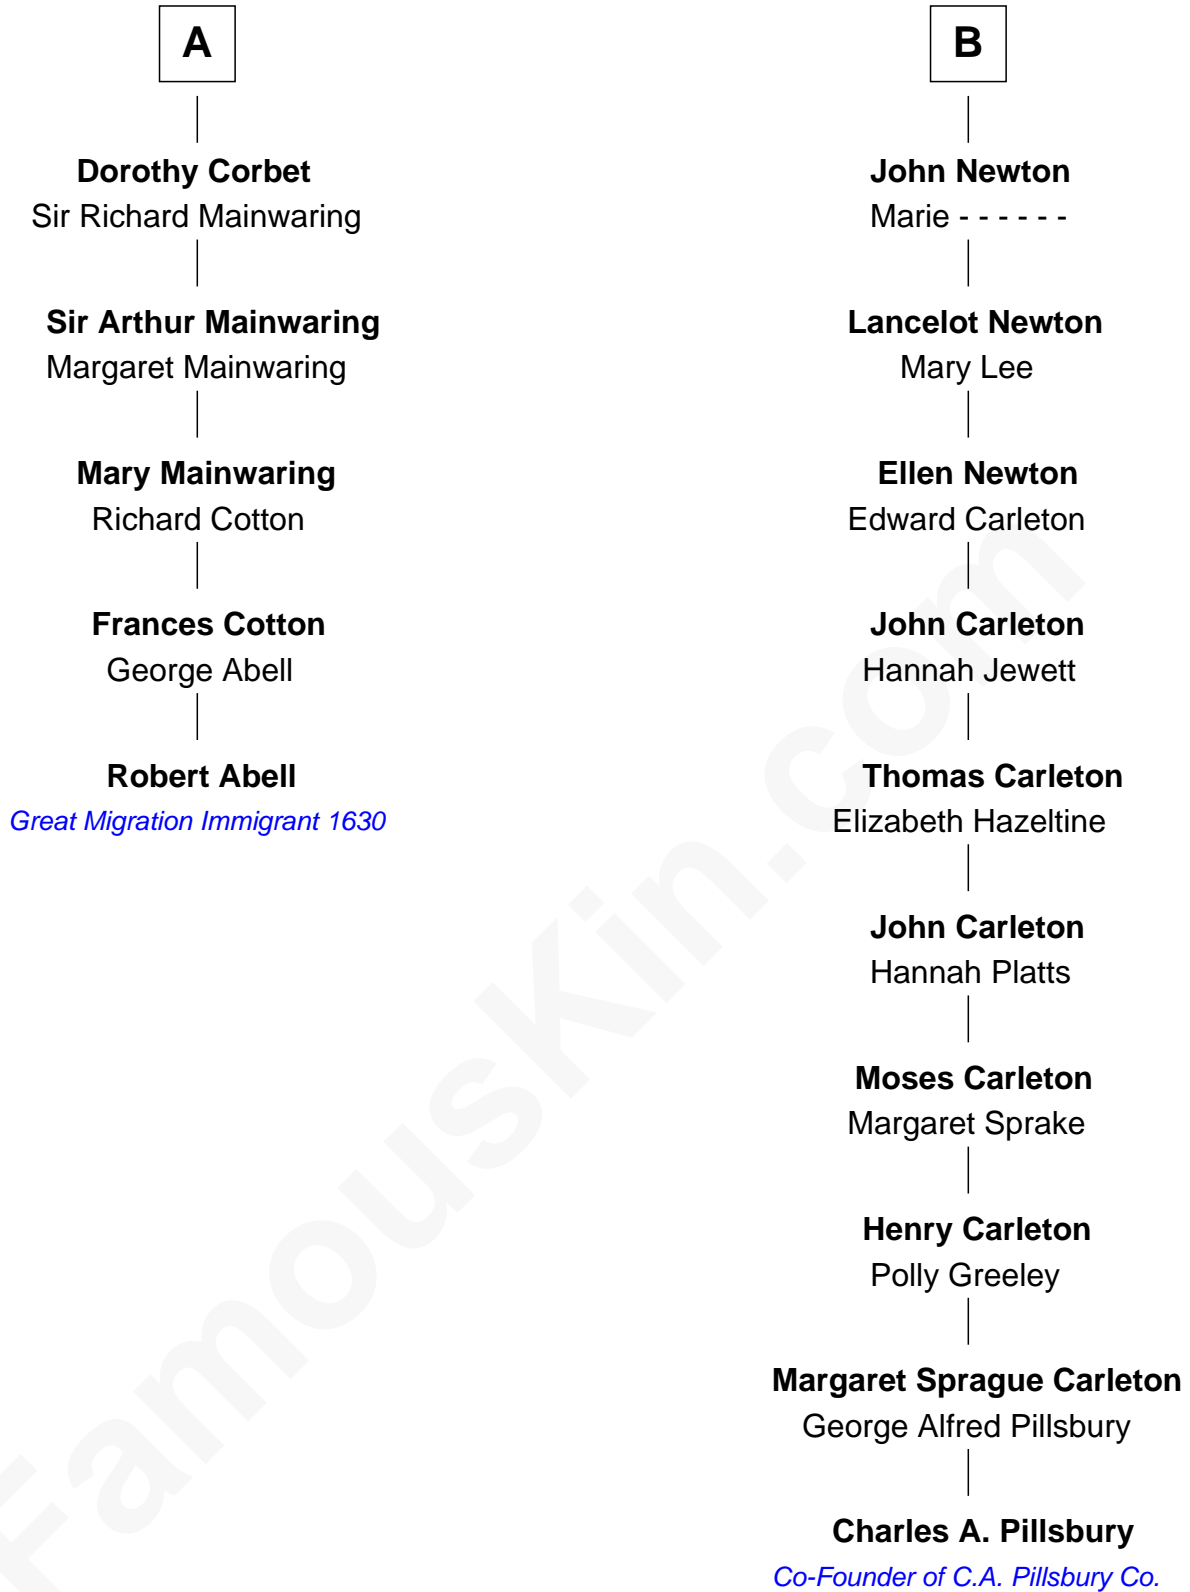 A
Dorothy Corbet
Sir Richard Mainwaring
Sir Arthur Mainwaring
Margaret Mainwaring
Mary Mainwaring
Richard Cotton
Frances Cotton
George Abell
Robert Abell
Great Migration Immigrant 1630
B
John Newton
Marie - - - - - -
Lancelot Newton
Mary Lee
Ellen Newton
Edward Carleton
John Carleton
Hannah Jewett
Thomas Carleton
Elizabeth Hazeltine
John Carleton
Hannah Platts
Moses Carleton
Margaret Sprake
Henry Carleton
Polly Greeley
Margaret Sprague Carleton
George Alfred Pillsbury
Charles A. Pillsbury
Co-Founder of C.A. Pillsbury Co.
FamousKin.com